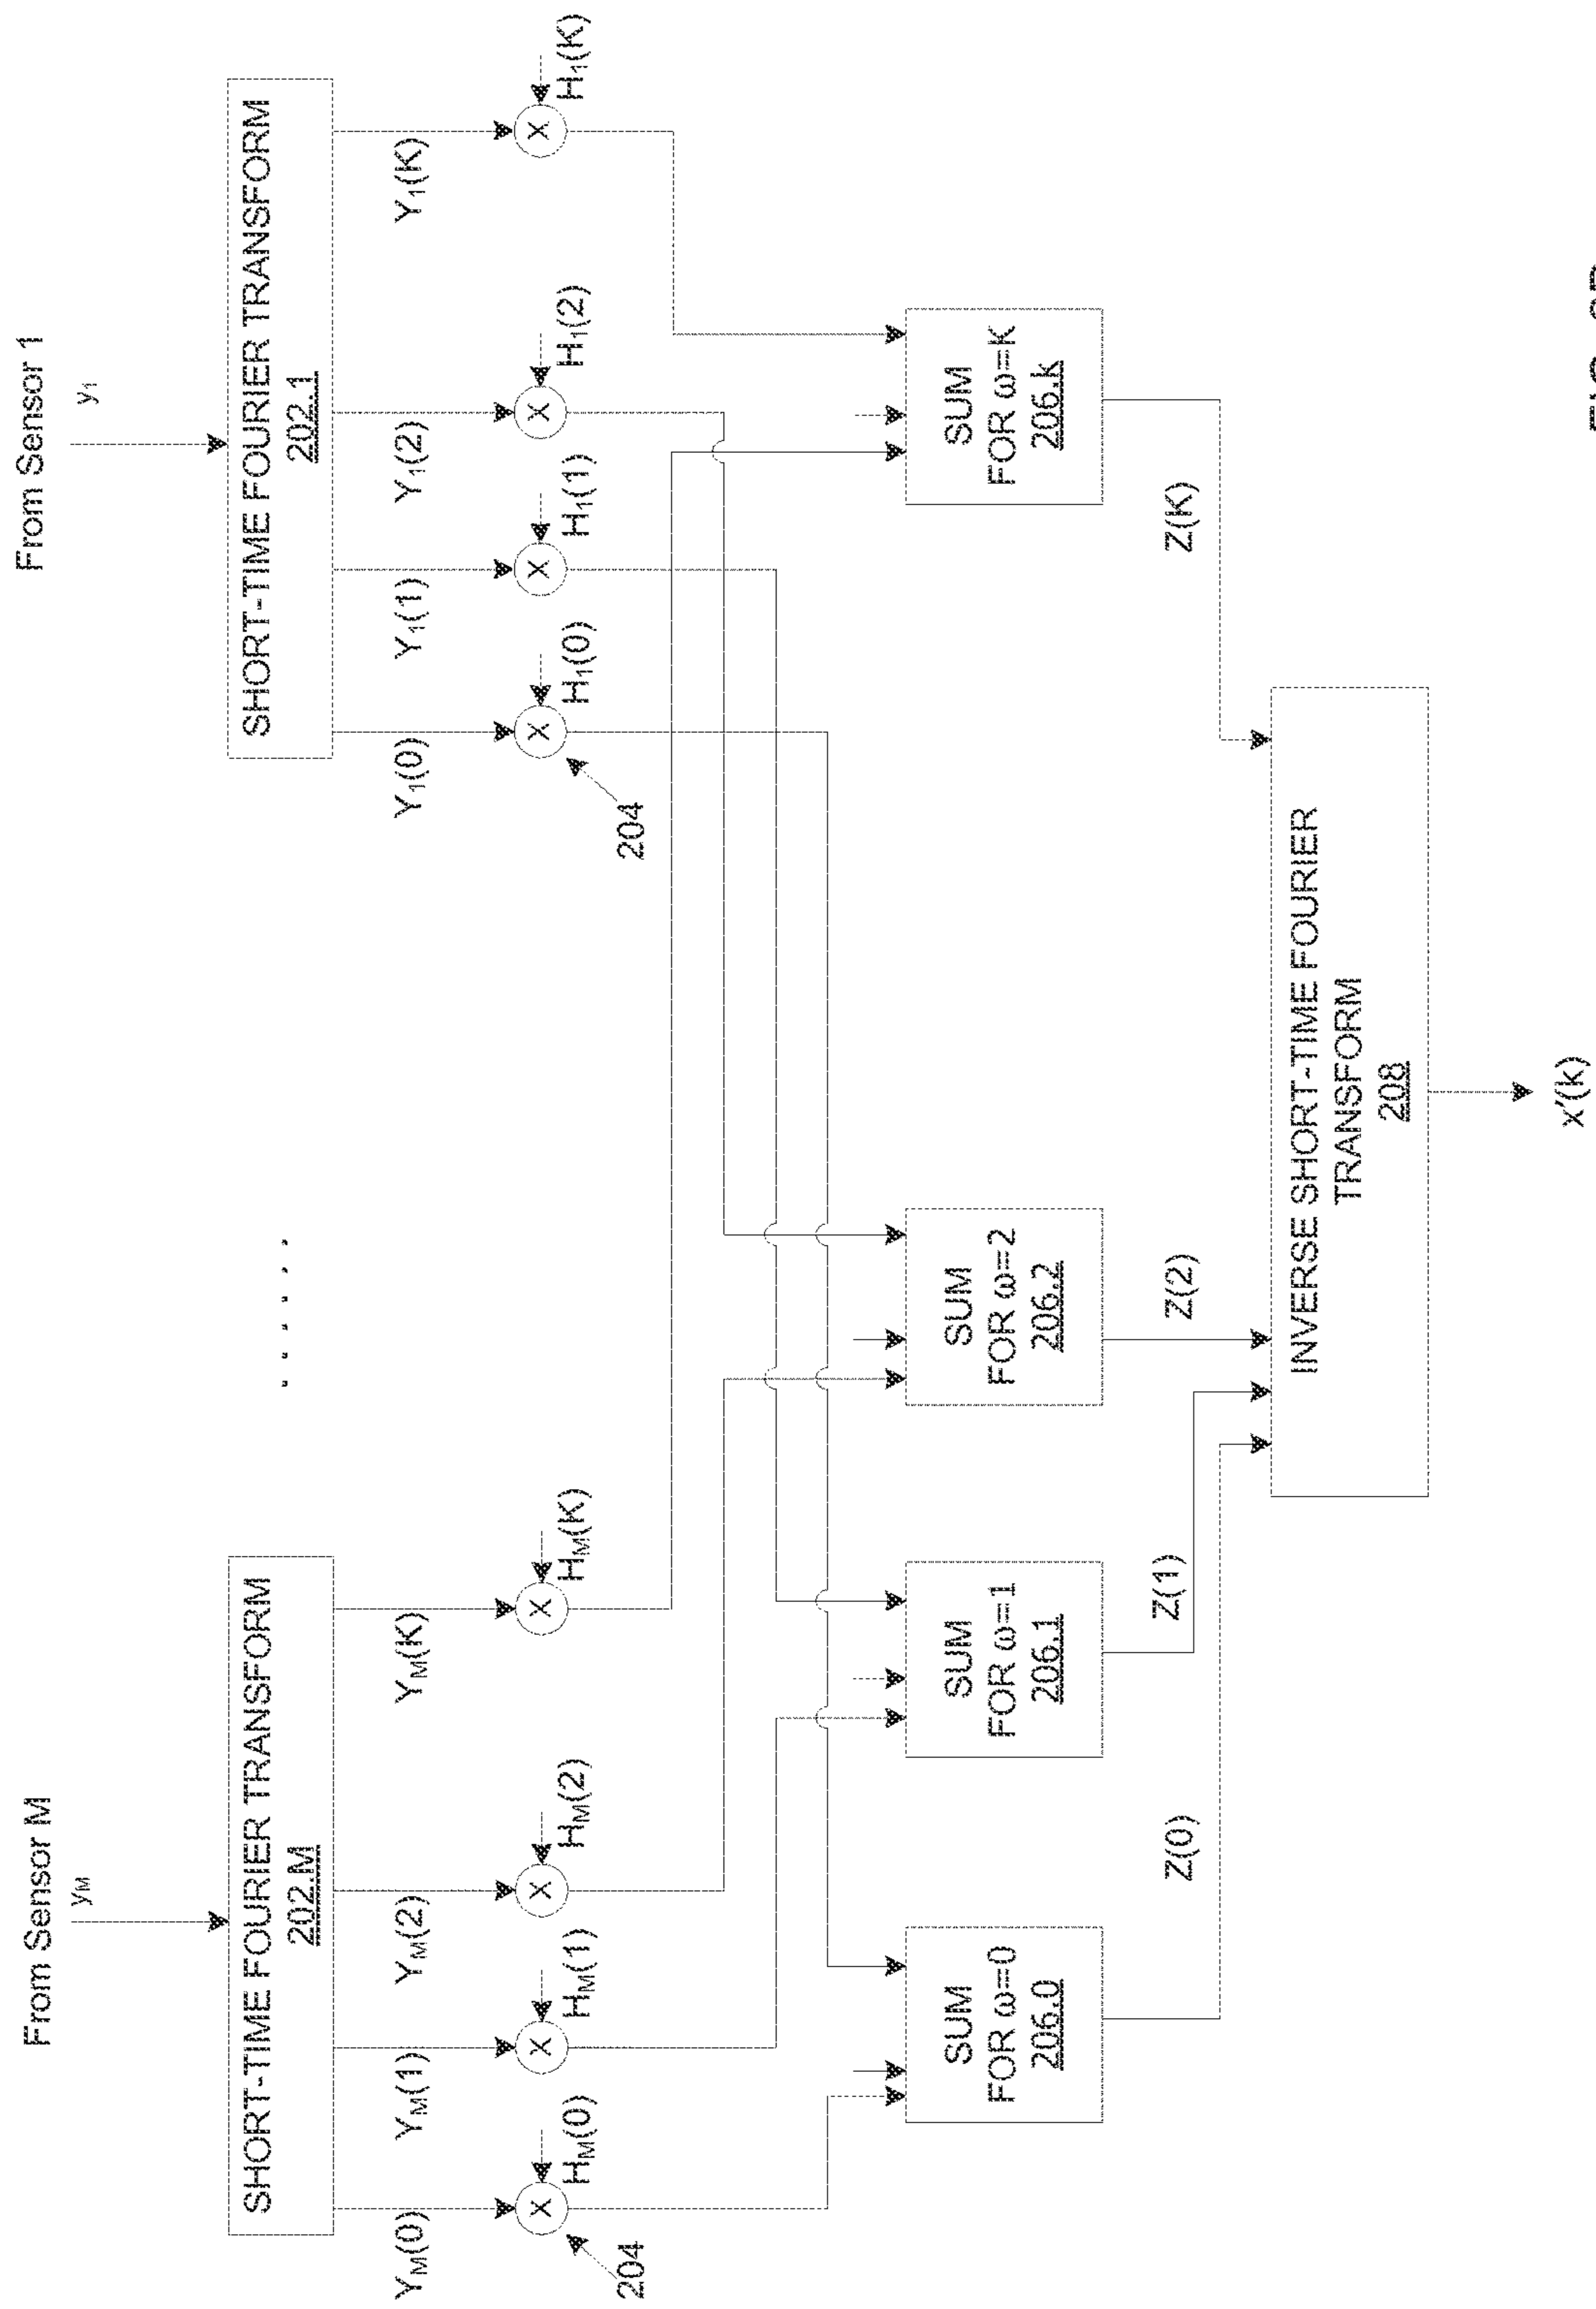 From Sensor M
yM
From Sensor 1
y1
SHORT-TIME FOURIER TRANSFORM
202.M
. . . . . .
SHORT-TIME FOURIER TRANSFORM
202.1
YM(0)
YM(1)
YM(2)
YM(K)
Y1(0)
Y1(1)
Y1(2)
Y1(K)
X
X
X
X
X
X
X
X
HM(0)
HM(1)
HM(2)
HM(K)
H1(0)
H1(1)
H1(2)
H1(K)
204
204
SUM
FOR ω=0
206.0
SUM
FOR ω=1
206.1
SUM
FOR ω=2
206.2
SUM
FOR ω=K
206.k
Z(0)
Z(1)
Z(2)
Z(K)
INVERSE SHORT-TIME FOURIER
TRANSFORM
208
x'(k)